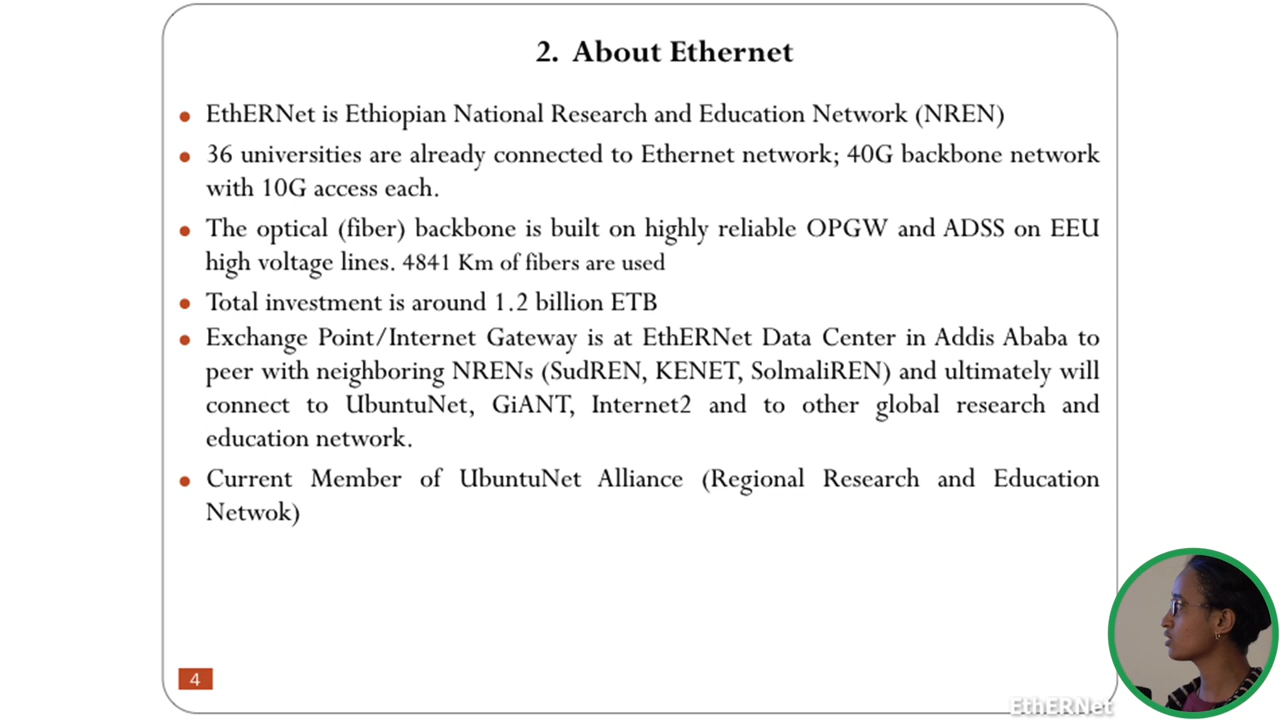 2. About Ethernet
• EthERNet is Ethiopian National Research and Education Network (NREN)
• 36 universities are already connected to Ethernet network; 40G backbone network
with 10G access each.
• The optical (fiber) backbone is built on highly reliable OPGW and ADSS on EEU
high voltage lines. 4841 Km of fibers are used
• Total investment is around 1.2 billion ETB
• Exchange Point/Internet Gateway is at EthERNet Data Center in Addis Ababa to
peer with neighboring NRENs (SudREN, KENET, SolmaliREN) and ultimately will
connect to UbuntuNet, GiANT, Internet2 and to other global research and
education network.
• Current Member of UbuntuNet Alliance (Regional Research and Education
Netwok)
4
EthERNet